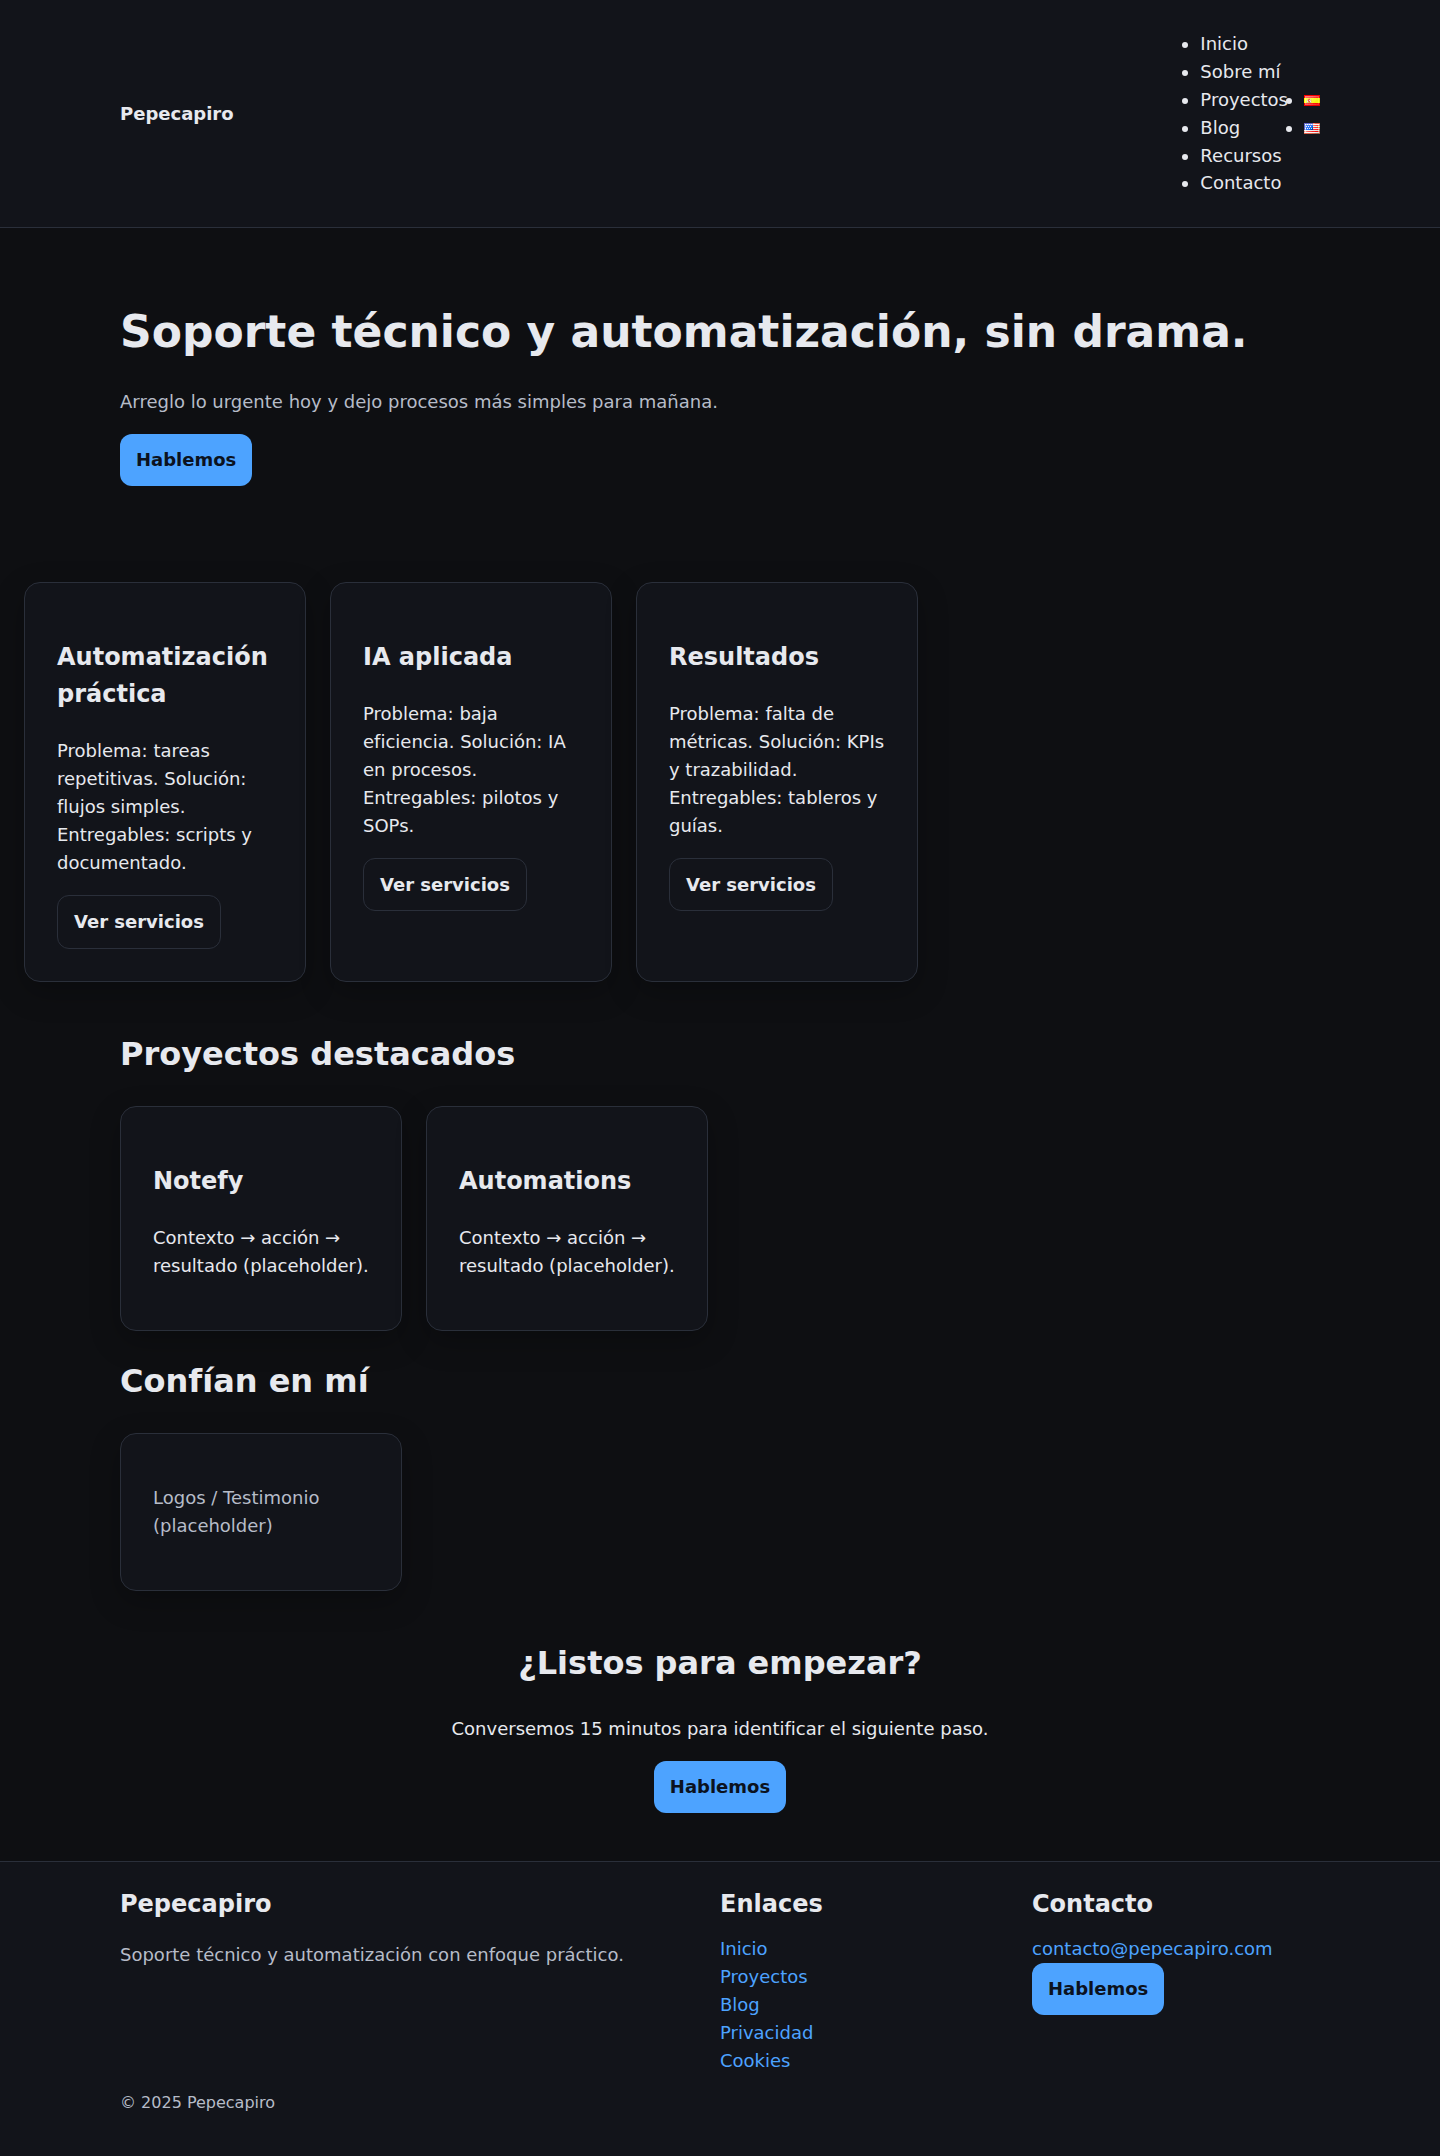 Pepecapiro
Inicio
Sobre mí
Proyectos
Blog
Recursos
Contacto
Soporte técnico y automatización, sin drama.
Arreglo lo urgente hoy y dejo procesos más simples para mañana.
Hablemos
Automatización
práctica
Problema: tareas
repetitivas. Solución:
flujos simples.
Entregables: scripts y
documentado.
Ver servicios
IA aplicada
Problema: baja
eficiencia. Solución: IA
en procesos.
Entregables: pilotos y
SOPs.
Ver servicios
Resultados
Problema: falta de
métricas. Solución: KPIs
y trazabilidad.
Entregables: tableros y
guías.
Ver servicios
Proyectos destacados
Notefy
Contexto → acción →
resultado (placeholder).
Automations
Contexto → acción →
resultado (placeholder).
Confían en mí
Logos / Testimonio
(placeholder)
¿Listos para empezar?
Conversemos 15 minutos para identificar el siguiente paso.
Hablemos
Pepecapiro
Soporte técnico y automatización con enfoque práctico.
Enlaces
Inicio
Proyectos
Blog
Privacidad
Cookies
Contacto
contacto@pepecapiro.com
Hablemos
© 2025 Pepecapiro